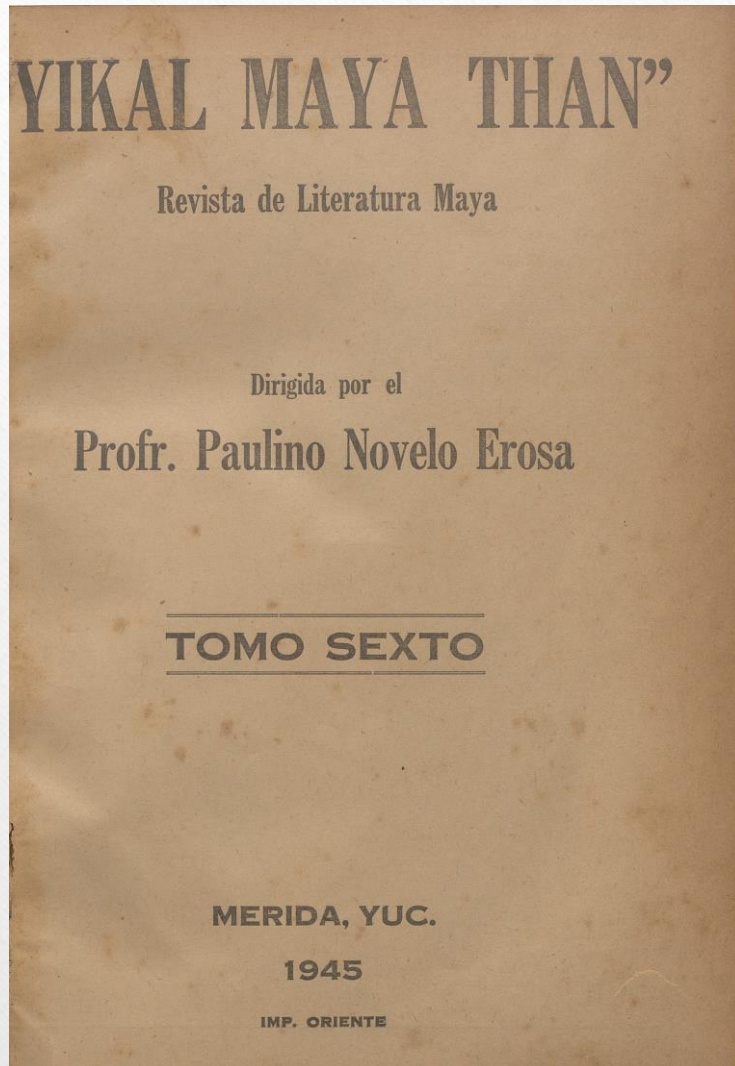 YIKAL MAYA THAN”
Revista de Literatura Maya
Dirigida por el
Profr. Paulino Novelo Erosa
TOMO SEXTO
MERIDA, YUC.
1945
IMP. ORIENTE